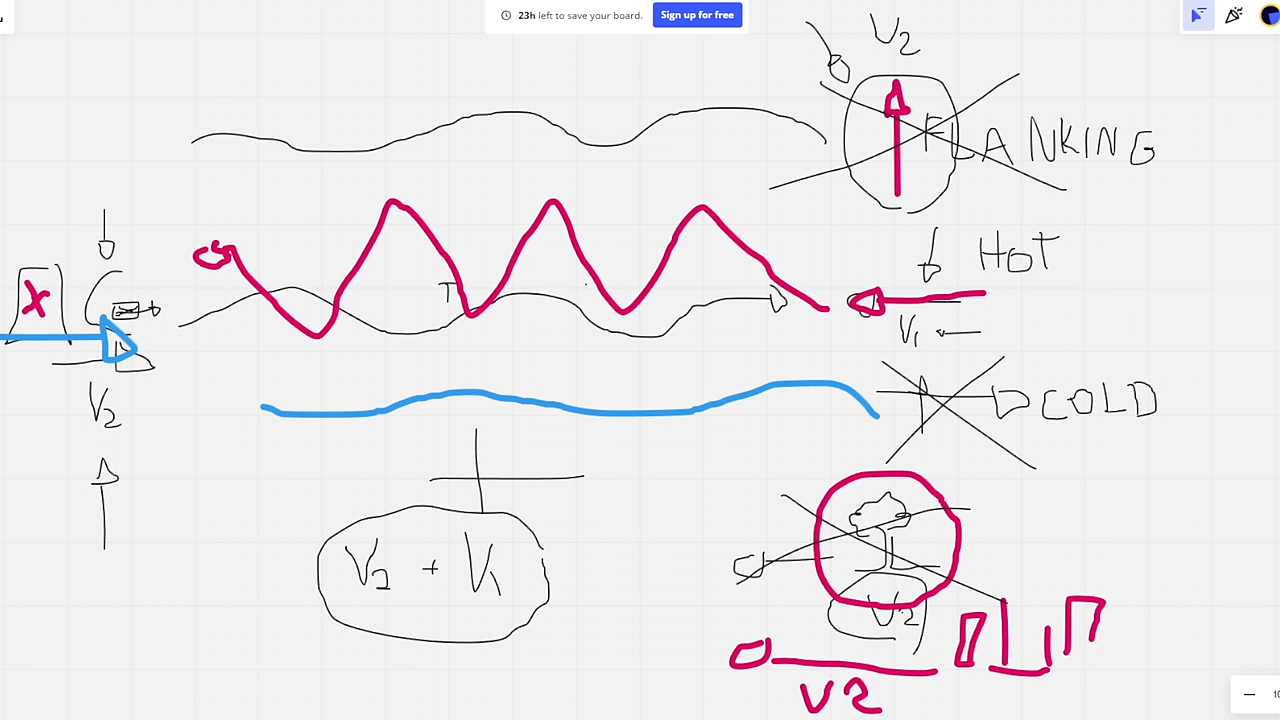 23h left to save your board. Sign up for free
V2
FLANKING
HOT
X
T
V1
V2
COLD
V2 + V1
V2
V2
10